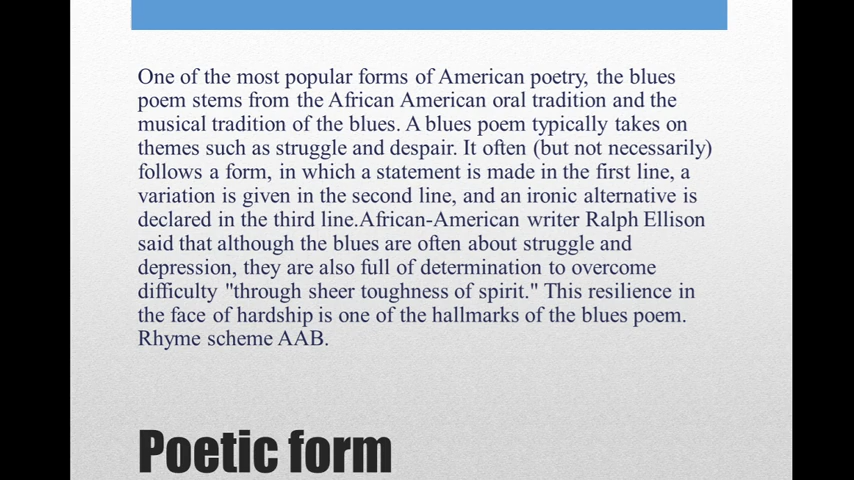 One of the most popular forms of American poetry, the blues
poem stems from the African American oral tradition and the
musical tradition of the blues. A blues poem typically takes on
themes such as struggle and despair. It often (but not necessarily)
follows a form, in which a statement is made in the first line, a
variation is given in the second line, and an ironic alternative is
declared in the third line.African-American writer Ralph Ellison
said that although the blues are often about struggle and
depression, they are also full of determination to overcome
difficulty "through sheer toughness of spirit." This resilience in
the face of hardship is one of the hallmarks of the blues poem.
Rhyme scheme AAB.
Poetic form